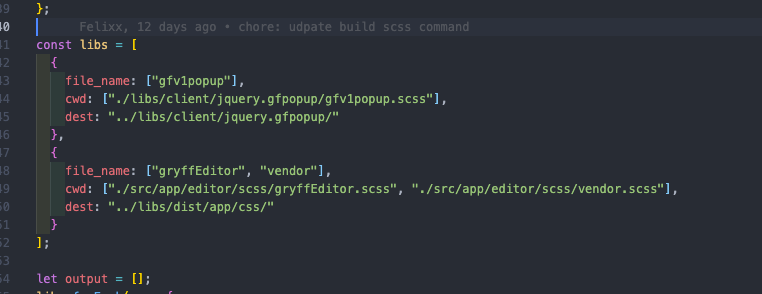 39 };
40 Felixx, 12 days ago • chore: udpate build scss command
41 const libs = [
42 {
43 file_name: ["gfv1popup"],
44 cwd: ["./libs/client/jquery.gfpopup/gfv1popup.scss"],
45 dest: "../libs/client/jquery.gfpopup/"
46 },
47 {
48 file_name: ["gryffEditor", "vendor"],
49 cwd: ["./src/app/editor/scss/gryffEditor.scss", "./src/app/editor/scss/vendor.scss"],
50 dest: "../libs/dist/app/css/"
51 }
52 ];
53
54 let output = [];